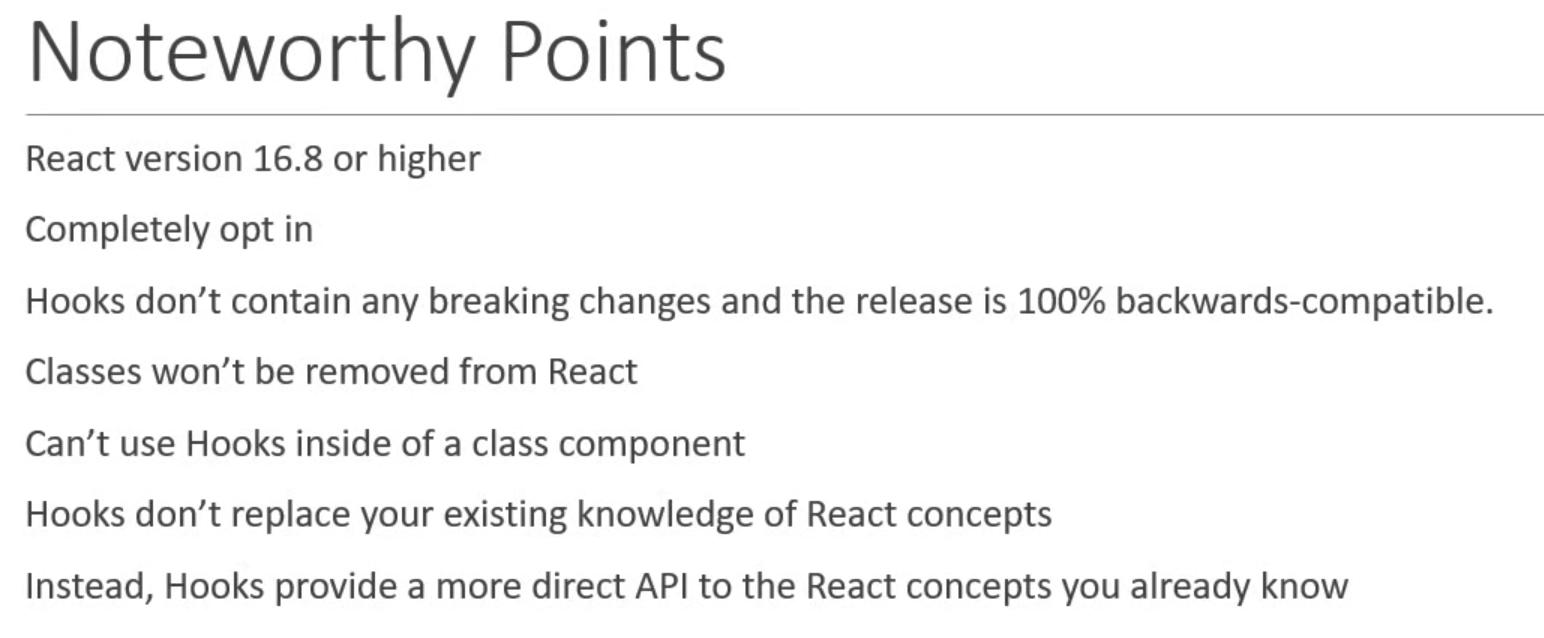 Noteworthy Points
React version 16.8 or higher
Completely opt in
Hooks don’t contain any breaking changes and the release is 100% backwards-compatible.
Classes won’t be removed from React
Can’t use Hooks inside of a class component
Hooks don’t replace your existing knowledge of React concepts
Instead, Hooks provide a more direct API to the React concepts you already know